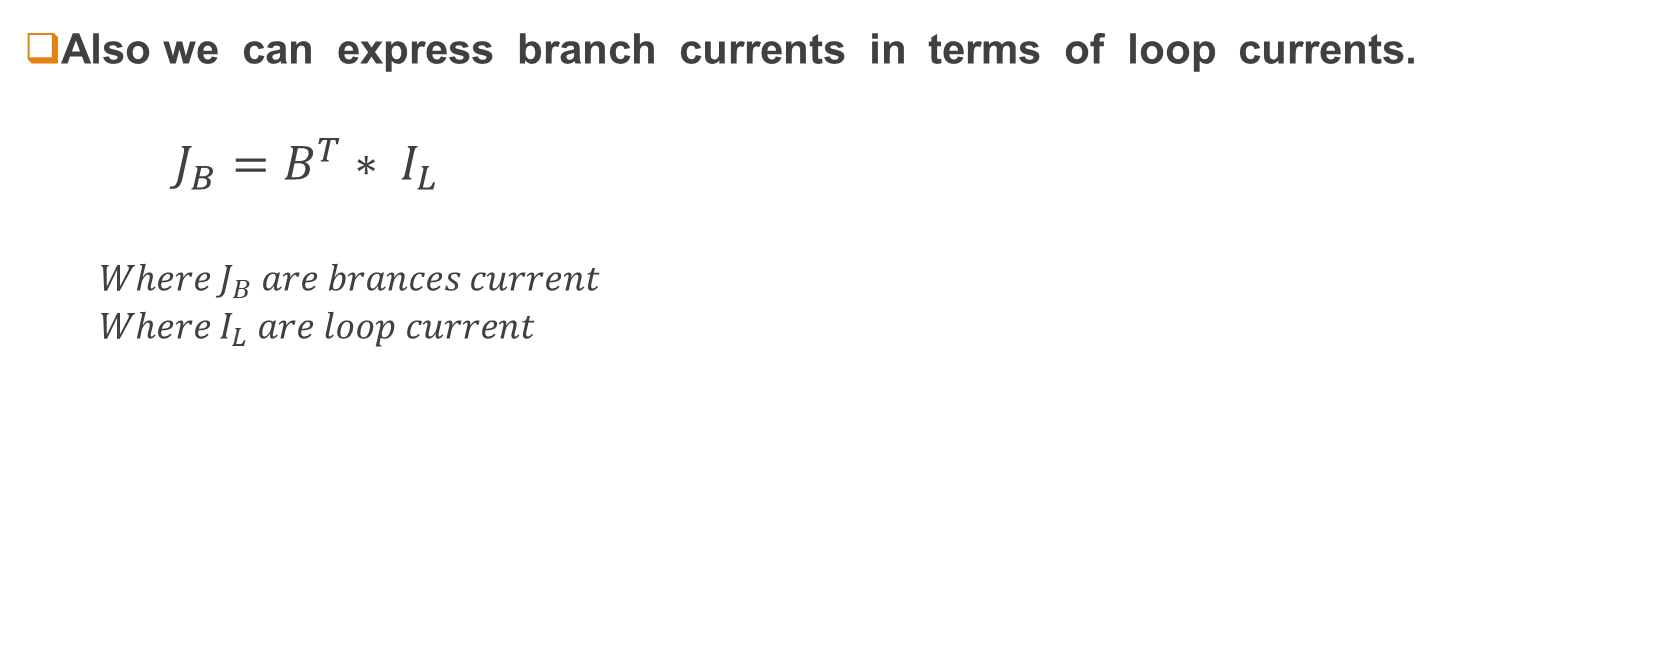 ❑Also we can express branch currents in terms of loop currents.
J_B = B^T * I_L
Where J_B are brances current
Where I_L are loop current